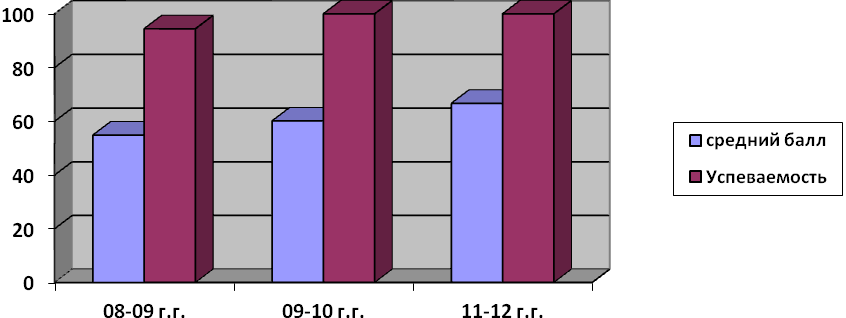 100
80
60
40
20
0
08-09 г.г.
09-10 г.г.
11-12 г.г.
средний балл
Успеваемость